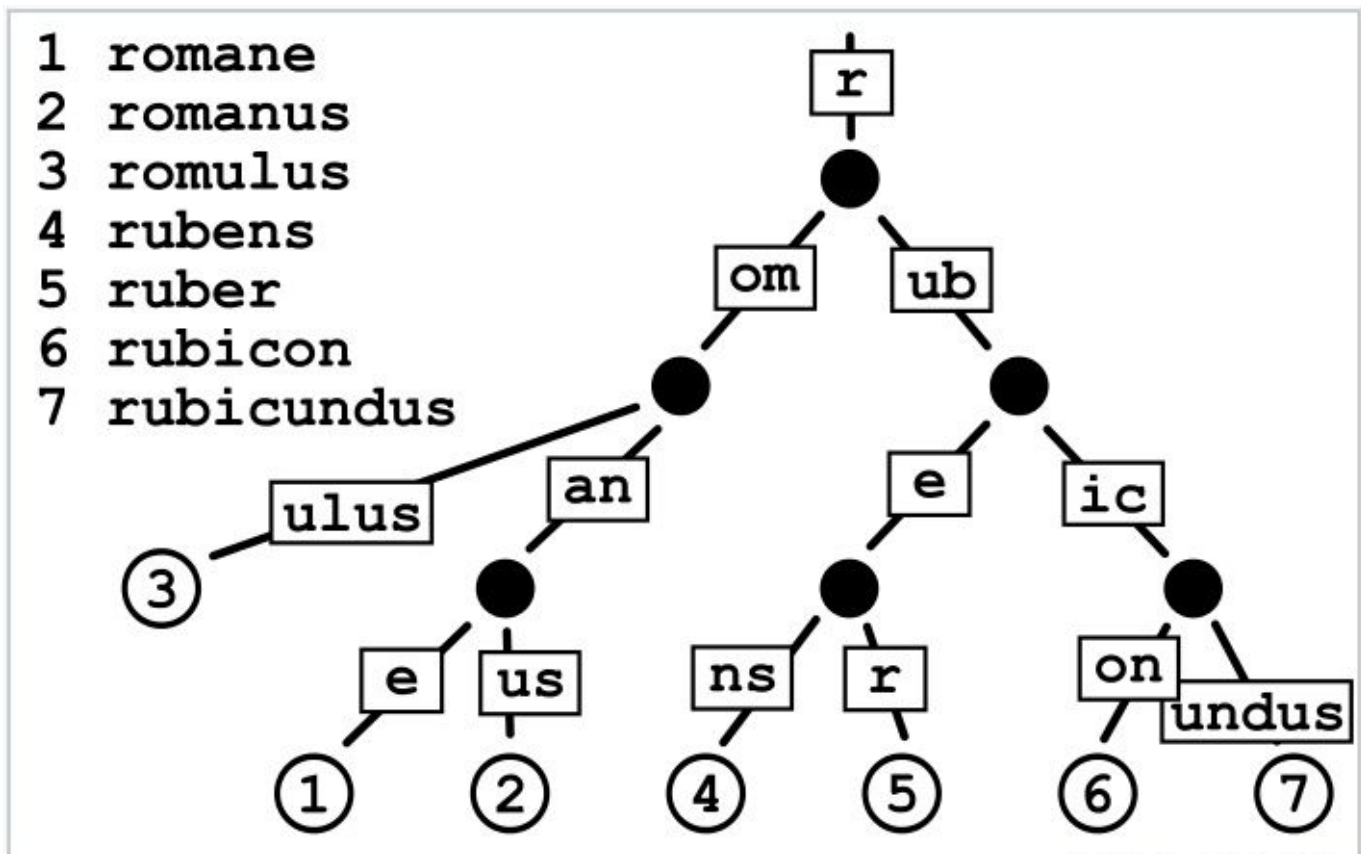 1 romane
2 romanus
3 romulus
4 rubens
5 ruber
6 rubicon
7 rubicundus
r
om ub
an e ic
ulus
3
e us ns r on
undus
1 2 4 5 6 7